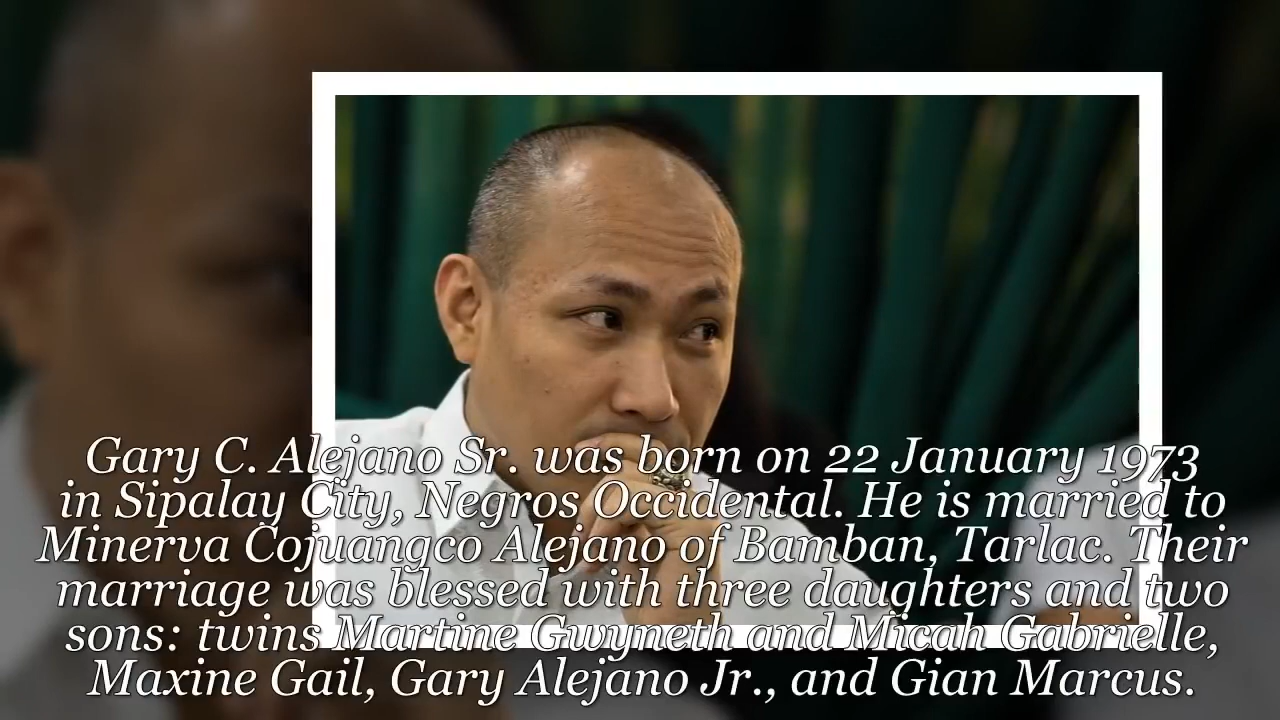 Gary C. Alejano Sr. was born on 22 January 1973
in Sipalay City, Negros Occidental. He is married to
Minerva Cojuangco Alejano of Bamban, Tarlac. Their
marriage was blessed with three daughters and two
sons: twins Martine Gwyneth and Micah Gabrielle,
Maxine Gail, Gary Alejano Jr., and Gian Marcus.